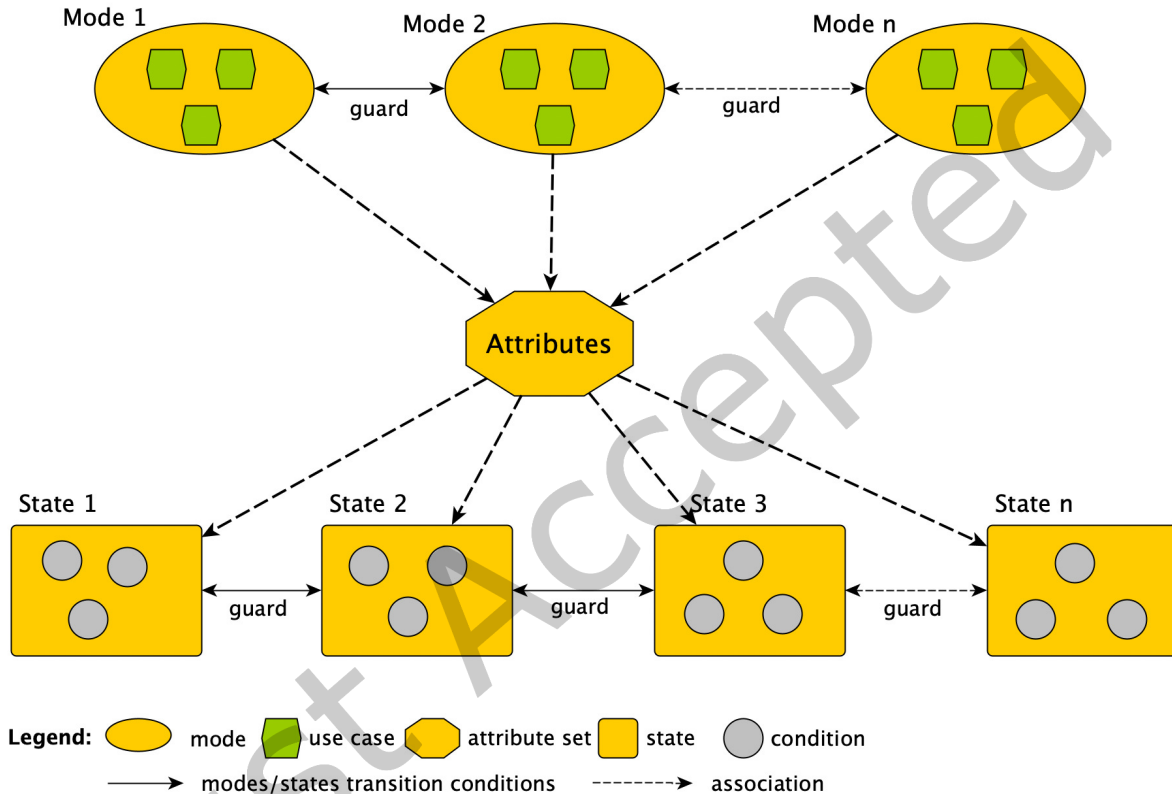 Mode 1
Mode 2
Mode n
guard
guard
Attributes
State 1
State 2
State 3
State n
guard
guard
guard
Legend: mode use case attribute set state condition
modes/states transition conditions association
st Accepted